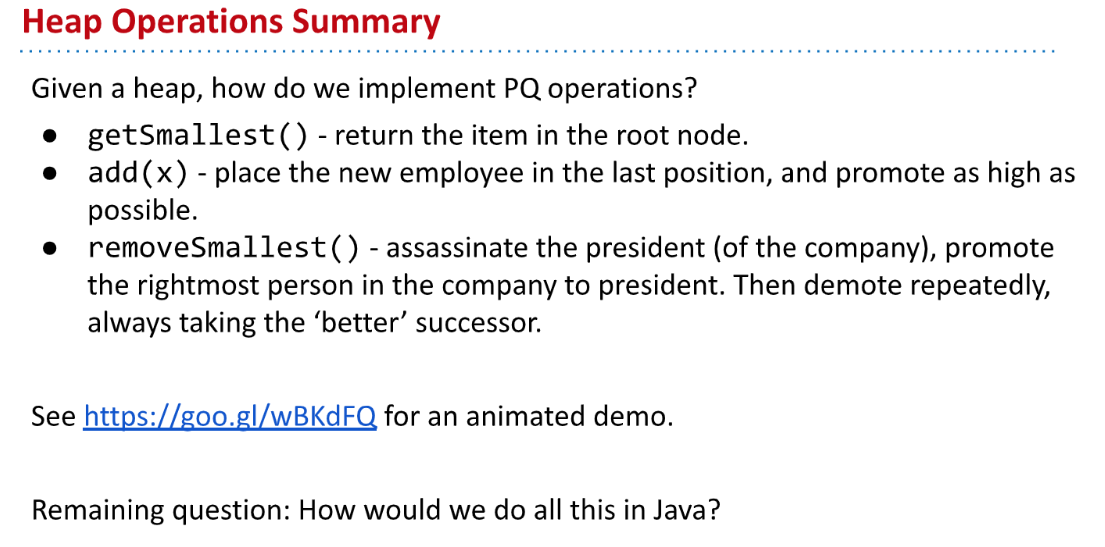 Heap Operations Summary
Given a heap, how do we implement PQ operations?
● getSmallest() - return the item in the root node.
● add(x) - place the new employee in the last position, and promote as high as
possible.
● removeSmallest() - assassinate the president (of the company), promote
the rightmost person in the company to president. Then demote repeatedly,
always taking the ‘better’ successor.
See https://goo.gl/wBKdFQ for an animated demo.
Remaining question: How would we do all this in Java?